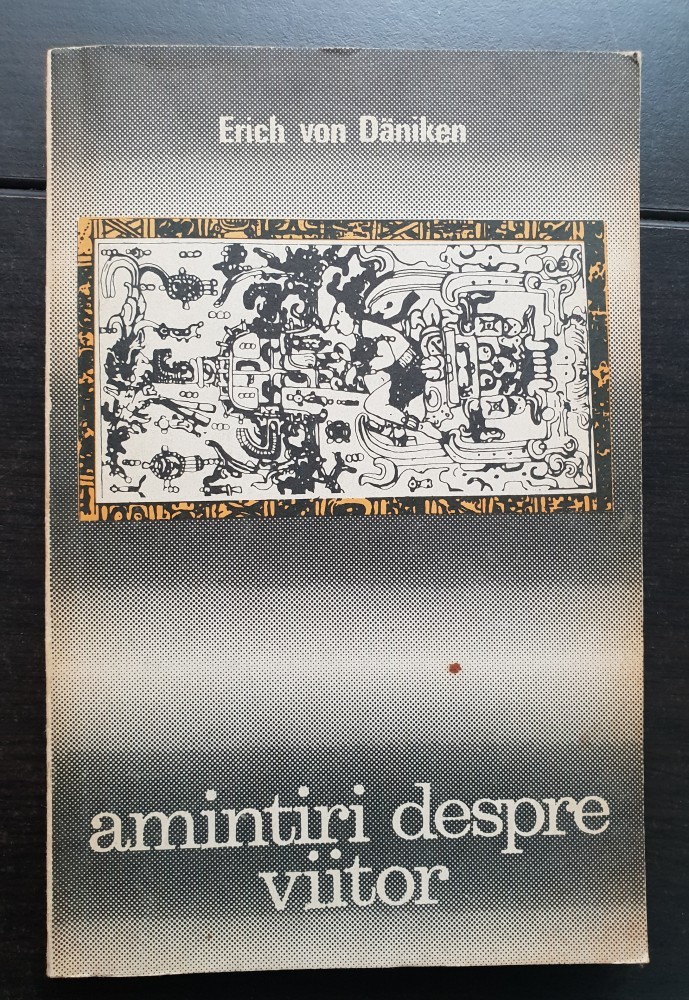 Erich von Däniken
amintiri despre
viitor